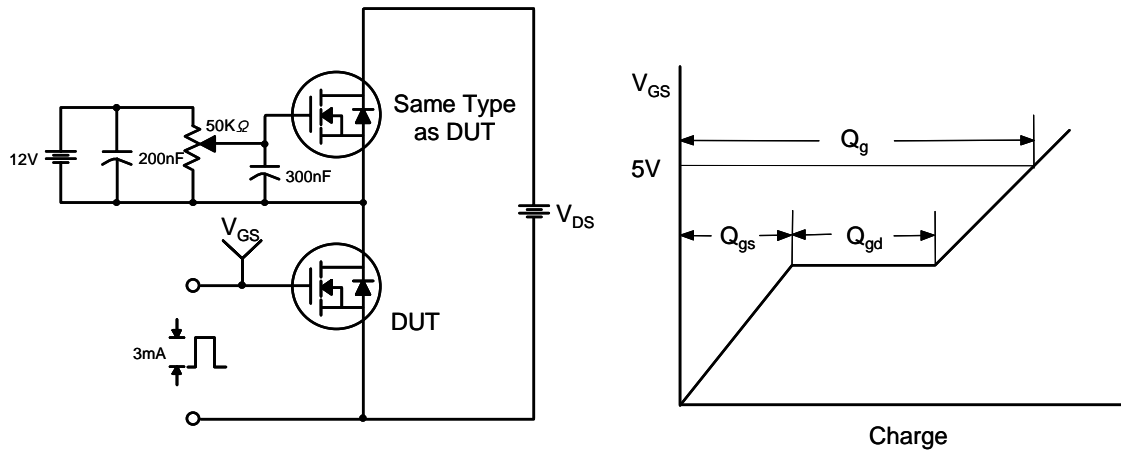 12V
200nF
50KΩ
300nF
Same Type
as DUT
V_DS
V_GS
DUT
3mA
V_GS
Q_g
5V
Q_gs
Q_gd
Charge